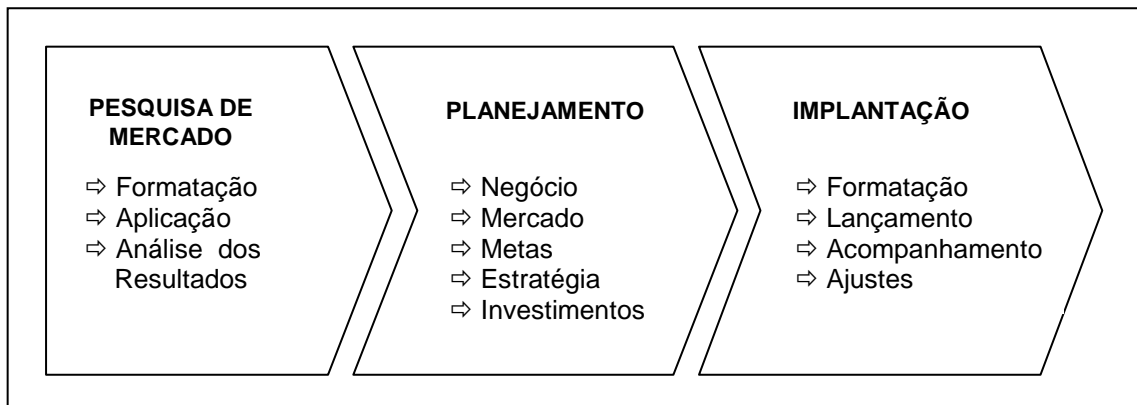 PESQUISA DE
MERCADO
⇨ Formatação
⇨ Aplicação
⇨ Análise dos
Resultados
PLANEJAMENTO
⇨ Negócio
⇨ Mercado
⇨ Metas
⇨ Estratégia
⇨ Investimentos
IMPLANTAÇÃO
⇨ Formatação
⇨ Lançamento
⇨ Acompanhamento
⇨ Ajustes